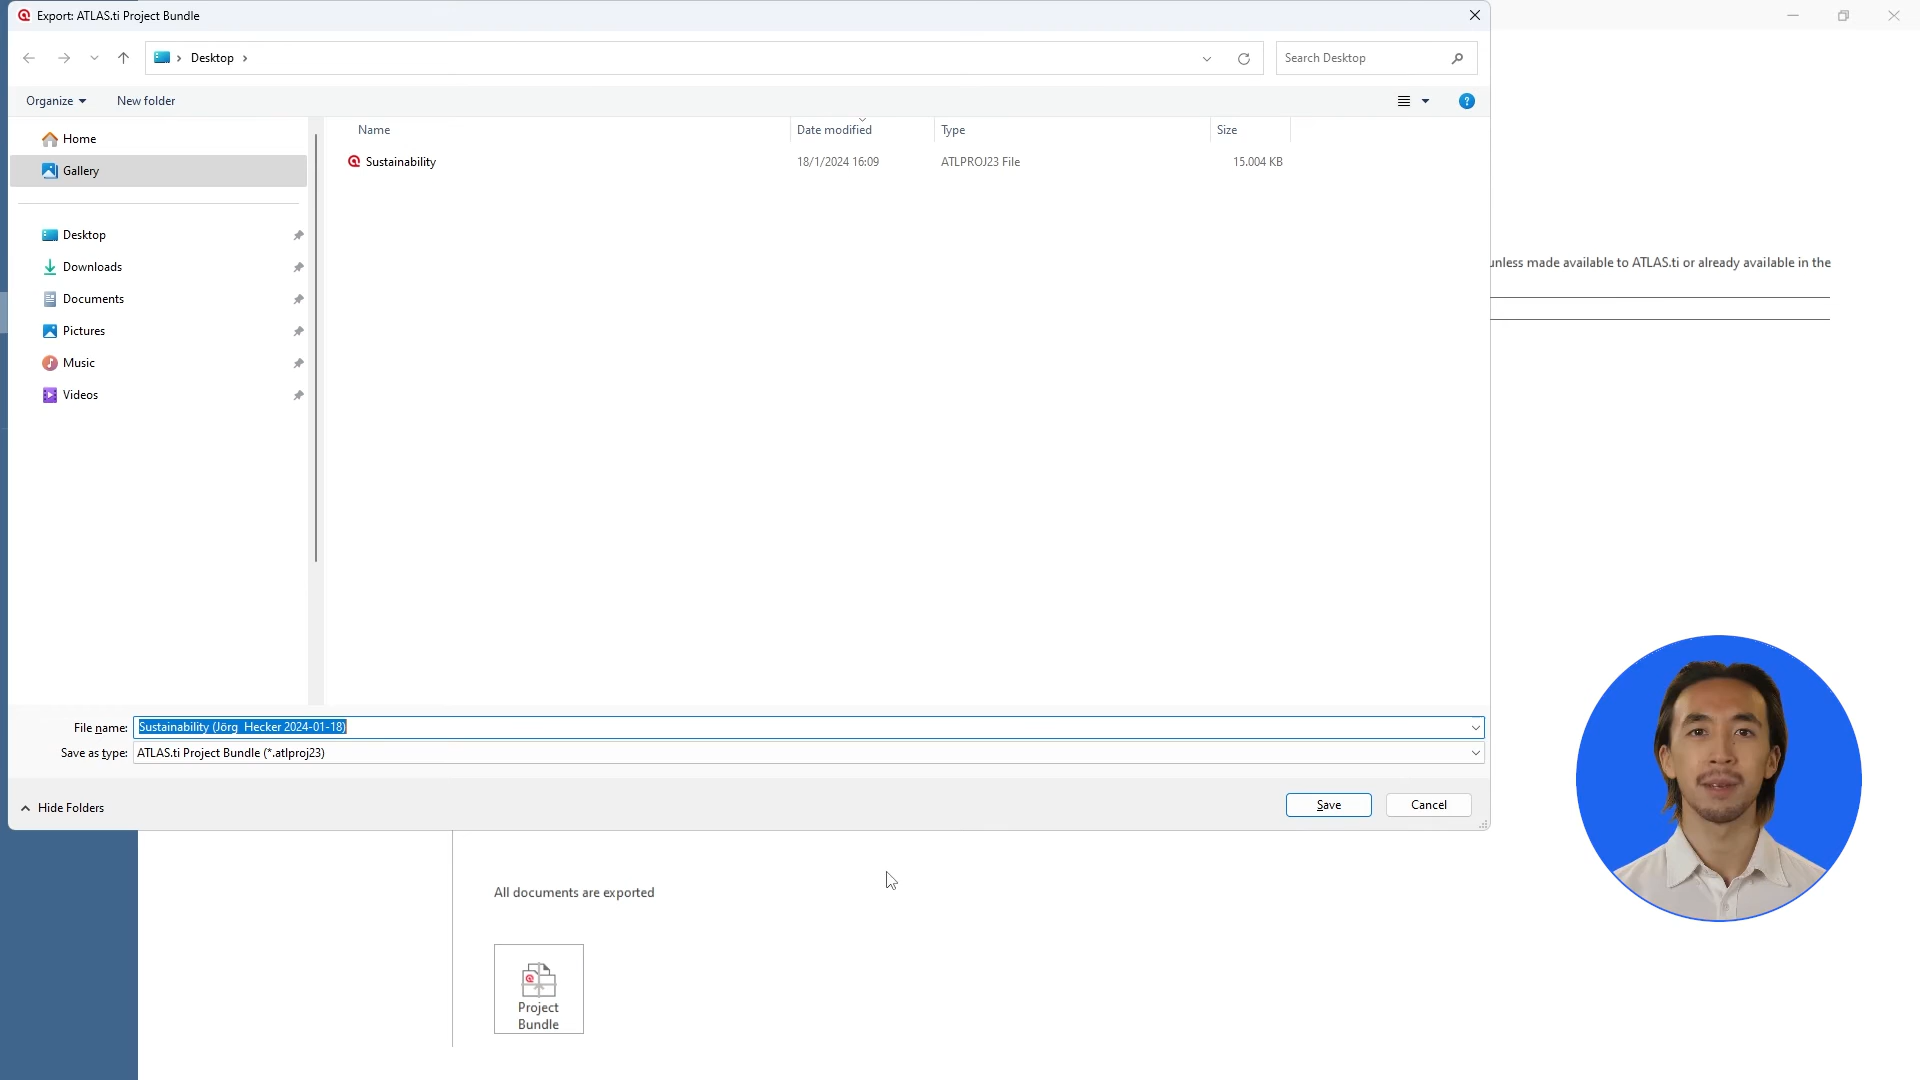 Export: ATLAS.ti Project Bundle
Desktop
Search Desktop
Organize
New folder
Home
Gallery
Desktop
Downloads
Documents
Pictures
Music
Videos
Name
Date modified
Type
Size
Sustainability
18/1/2024 16:09
ATLPROJ23 File
15.004 KB
unless made available to ATLAS.ti or already available in the
File name:
Sustainability (Jörg Hecker 2024-01-18)
Save as type:
ATLAS.ti Project Bundle (*.atlproj23)
Hide Folders
Save
Cancel
All documents are exported
Project
Bundle